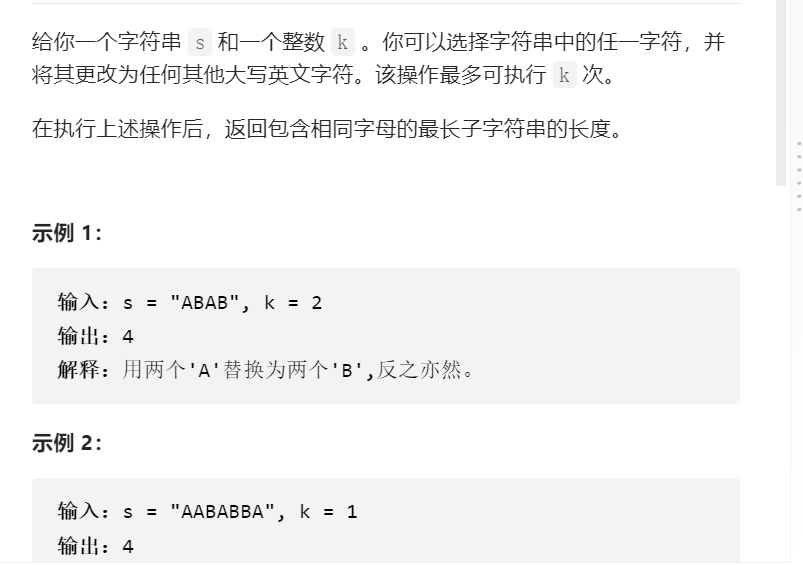 给你一个字符串 s 和一个整数 k 。你可以选择字符串中的任一字符，并
将其更改为任何其他大写英文字符。该操作最多可执行 k 次。
在执行上述操作后，返回包含相同字母的最长子字符串的长度。
示例 1：
输入：s = "ABAB", k = 2
输出：4
解释：用两个'A'替换为两个'B',反之亦然。
示例 2：
输入：s = "AABABBA", k = 1
输出：4